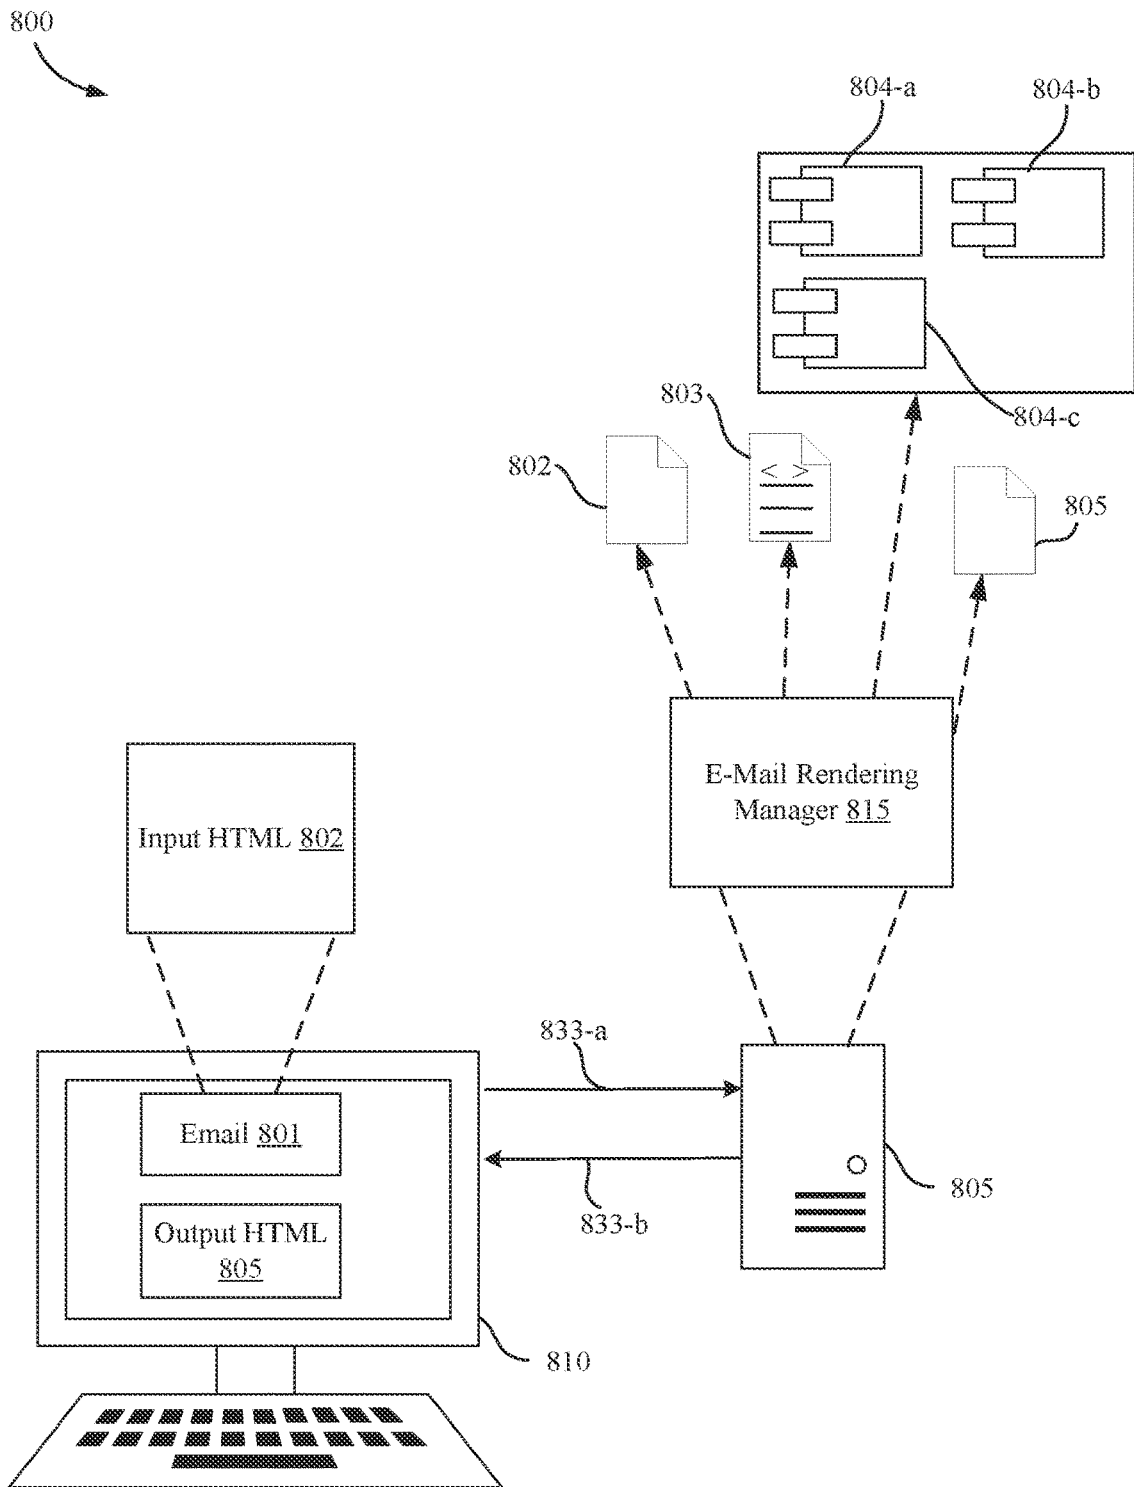 800
804-a
804-b
804-c
803
802
< >
805
E-Mail Rendering
Manager 815
Input HTML 802
833-a
Email 801
805
833-b
Output HTML
805
810